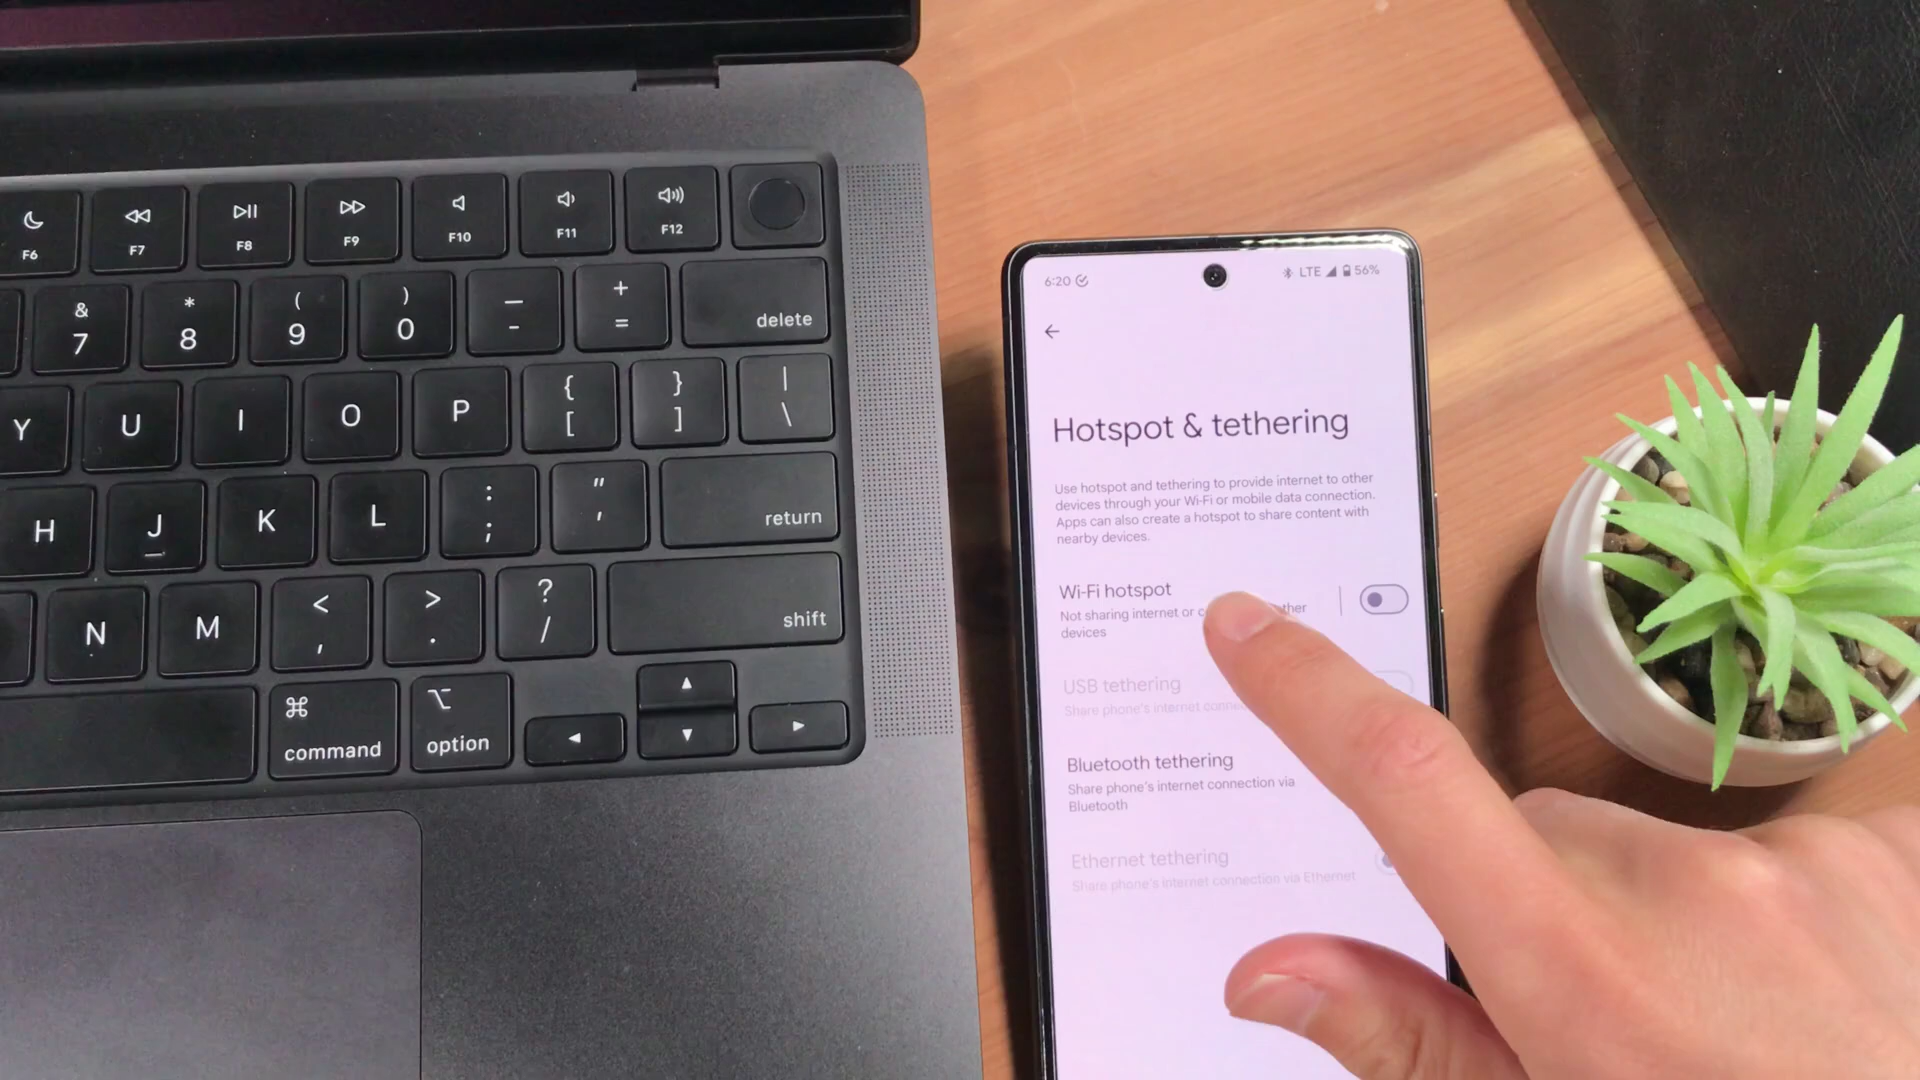 F6 F7 F8 F9 F10 F11 F12
& 7 * 8 ( 9 ) 0 — - + = delete
Y U I O P { [ } ] | \
H J K L : ; " ' return
N M < , > . ? / shift
⌘ command ⌥ option ◀ ▲ ▼ ▶
6:20 LTE 56%
Hotspot & tethering
Use hotspot and tethering to provide internet to other
devices through your Wi-Fi or mobile data connection.
Apps can also create a hotspot to share content with
nearby devices.
Wi-Fi hotspot
Not sharing internet or
devices
USB tethering
Share phone's internet
Bluetooth tethering
Share phone's internet connection via
Bluetooth
Ethernet tethering
Share phone's internet connection via Ethernet